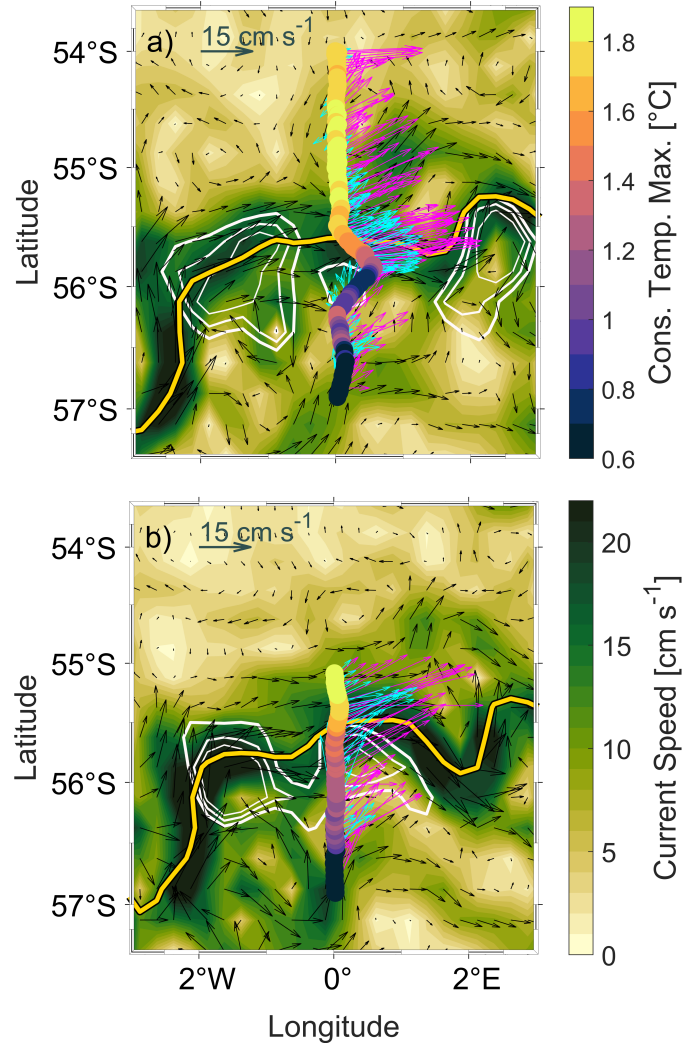 a)
15 cm s-1
54°S
55°S
56°S
57°S
Latitude
1.8
1.6
1.4
1.2
1
0.8
0.6
Cons. Temp. Max. [°C]
b)
15 cm s-1
54°S
55°S
56°S
57°S
Latitude
2°W
0°
2°E
Longitude
20
15
10
5
0
Current Speed [cm s-1]